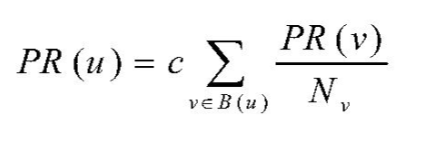 PR (u) = c ∑ v∈B(u) PR (v) / N_v